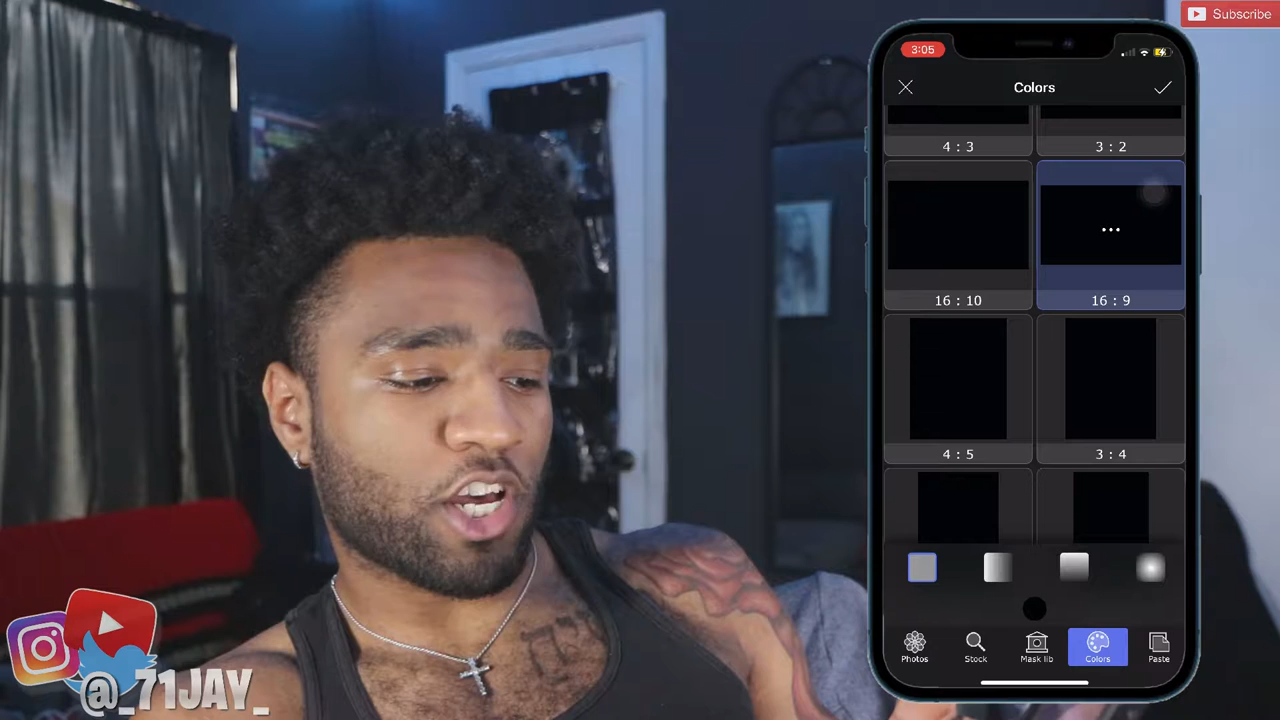 Subscribe
3:05
Colors
4 : 3
3 : 2
16 : 10
16 : 9
4 : 5
3 : 4
Photos
Stock
Mask lib
Colors
Paste
@_71JAY_